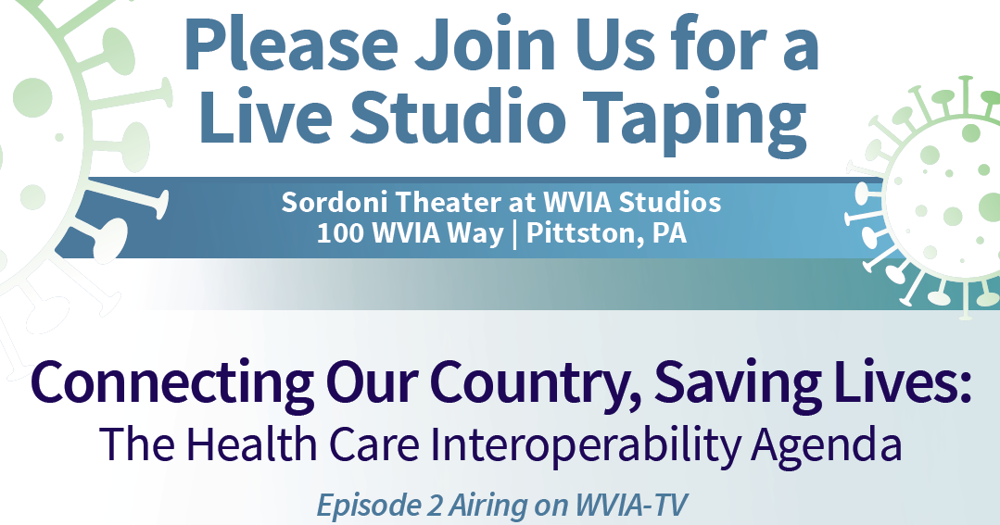 Please Join Us for a
Live Studio Taping
Sordoni Theater at WVIA Studios
100 WVIA Way | Pittston, PA
Connecting Our Country, Saving Lives:
The Health Care Interoperability Agenda
Episode 2 Airing on WVIA-TV